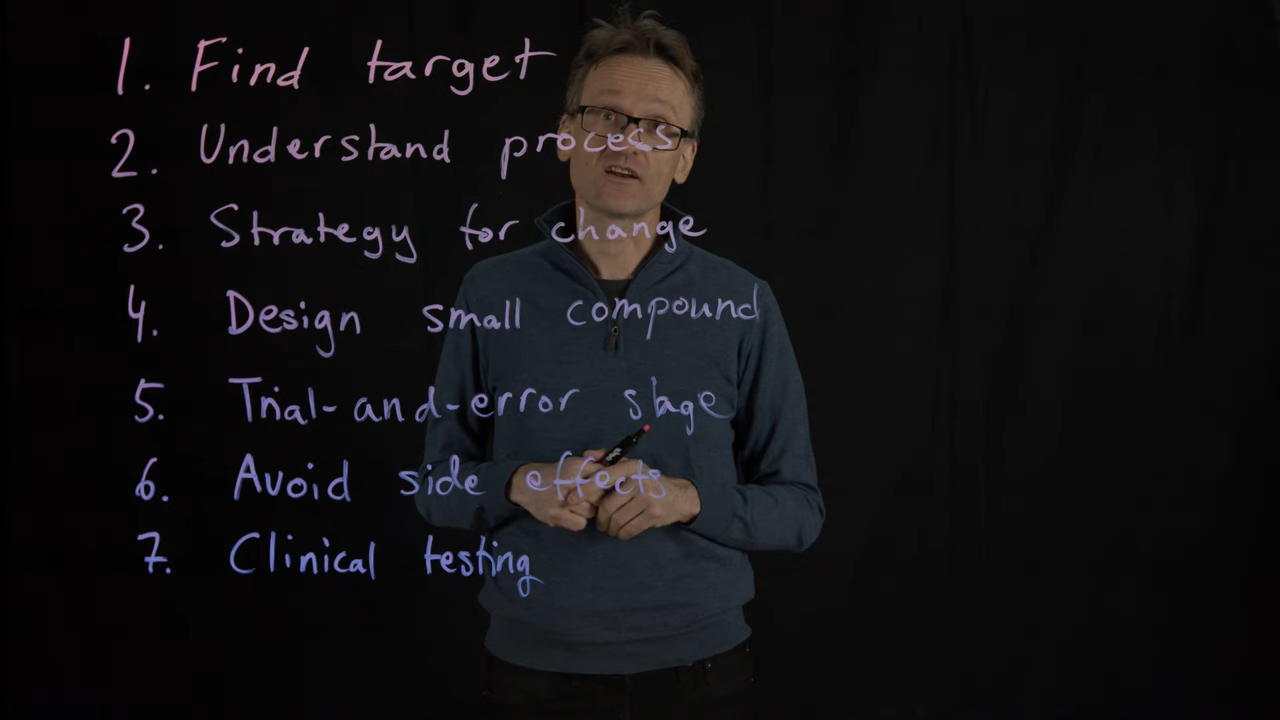 1. Find target
2. Understand process
3. Strategy for change
4. Design small compound
5. Trial-and-error stage
6. Avoid side effects
7. Clinical testing